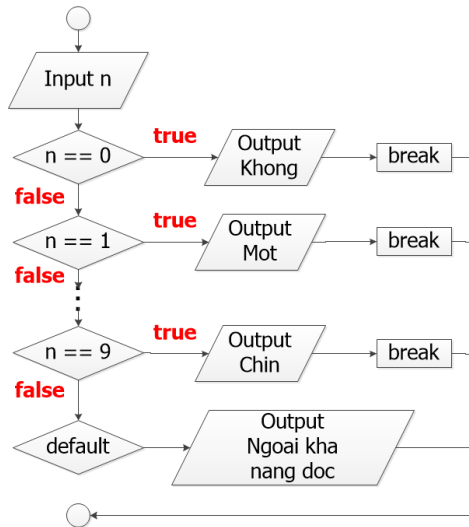 Input n
n == 0
true
Output
Khong
break
false
n == 1
true
Output
Mot
break
false
n == 9
true
Output
Chin
break
false
default
Output
Ngoai kha
nang doc